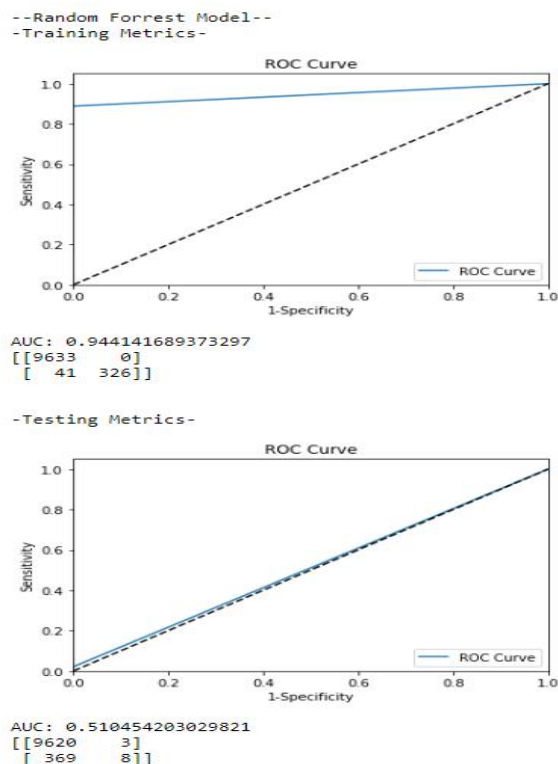 --Random Forrest Model--
-Training Metrics-
ROC Curve
1.0
0.8
0.6
0.4
0.2
0.0
Sensitivity
ROC Curve
0.0 0.2 0.4 0.6 0.8 1.0
1-Specificity
AUC: 0.944141689373297
[[9633 0]
[ 41 326]]
-Testing Metrics-
ROC Curve
1.0
0.8
0.6
0.4
0.2
0.0
Sensitivity
ROC Curve
0.0 0.2 0.4 0.6 0.8 1.0
1-Specificity
AUC: 0.510454203029821
[[9620 3]
[ 369 8]]